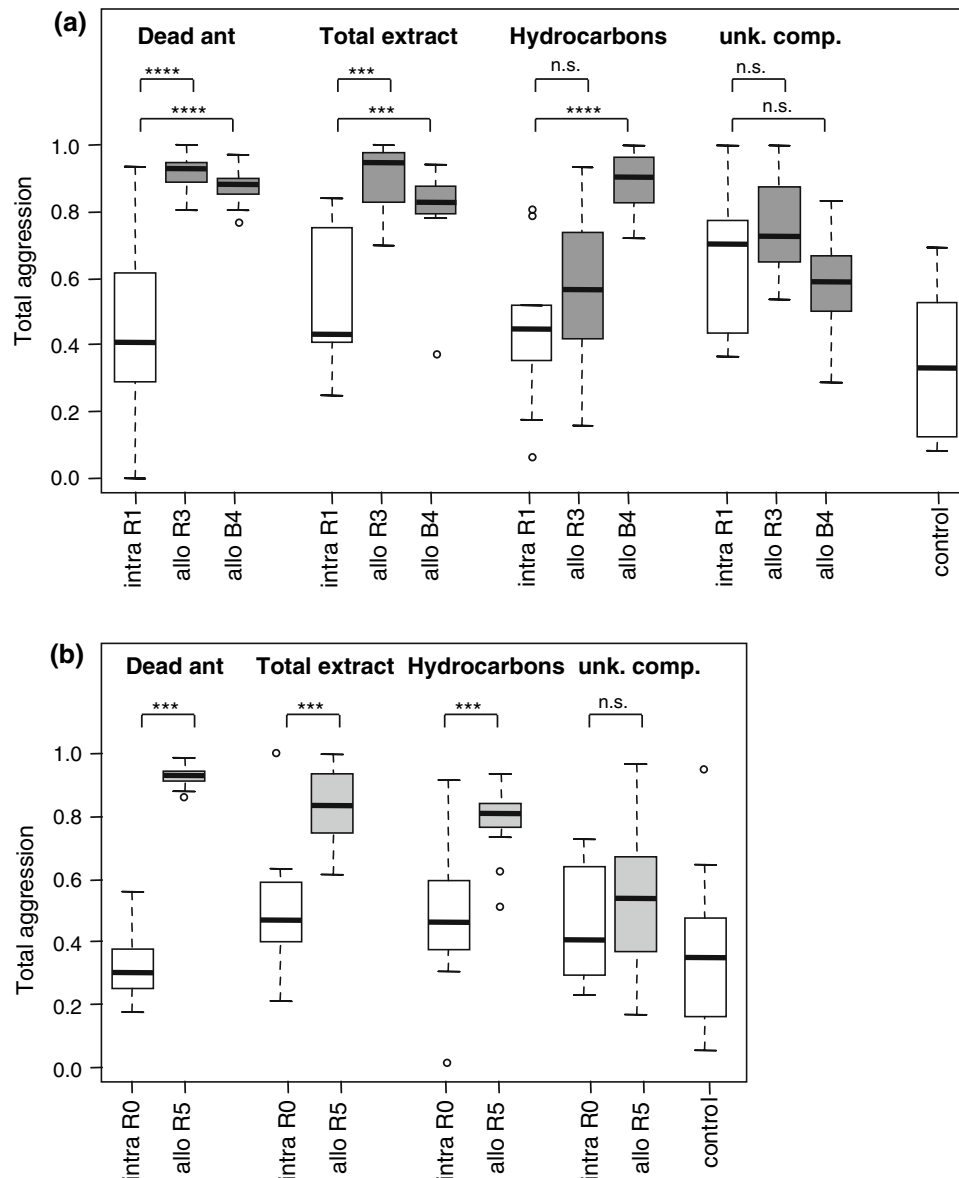 (a)
Dead ant Total extract Hydrocarbons unk. comp.
**** *** n.s. n.s.
**** *** **** n.s.
Total aggression
1.0
0.8
0.6
0.4
0.2
0.0
intra R1 allo R3 allo B4 intra R1 allo R3 allo B4 intra R1 allo R3 allo B4 intra R1 allo R3 allo B4 control
(b)
Dead ant Total extract Hydrocarbons unk. comp.
*** *** *** n.s.
Total aggression
1.0
0.8
0.6
0.4
0.2
0.0
intra R0 allo R5 intra R0 allo R5 intra R0 allo R5 intra R0 allo R5 control